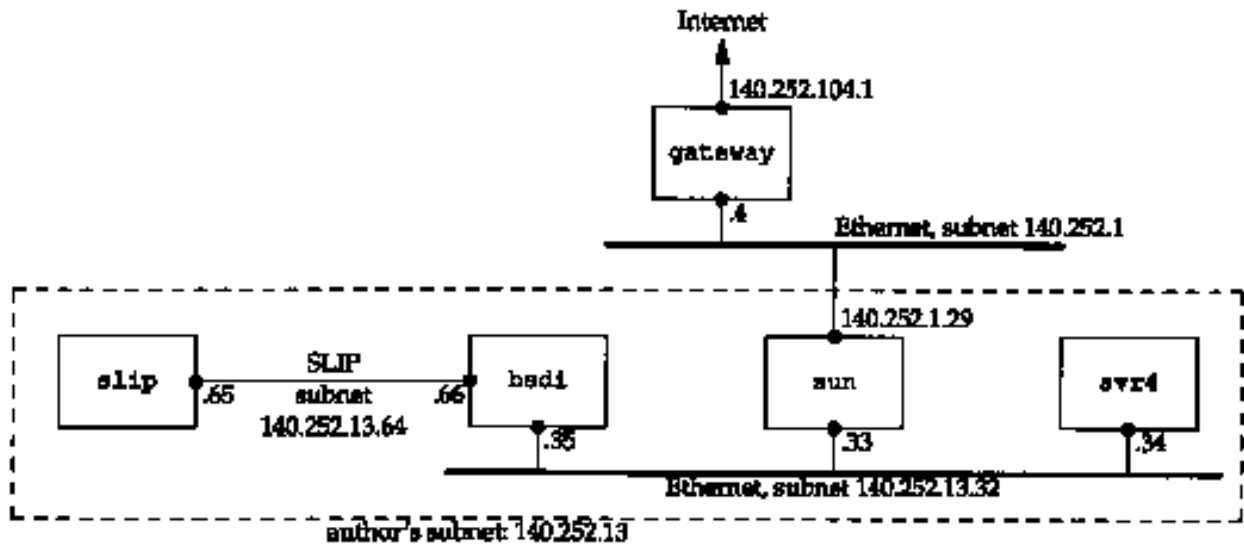 Internet
140.252.104.1
gateway
.4
Ethernet, subnet 140.252.1
140.252.1.29
slip
SLIP
bsdi
sun
svr4
.65
subnet
.66
140.252.13.64
.35
.33
.34
Ethernet, subnet 140.252.13.32
author's subnet: 140.252.13